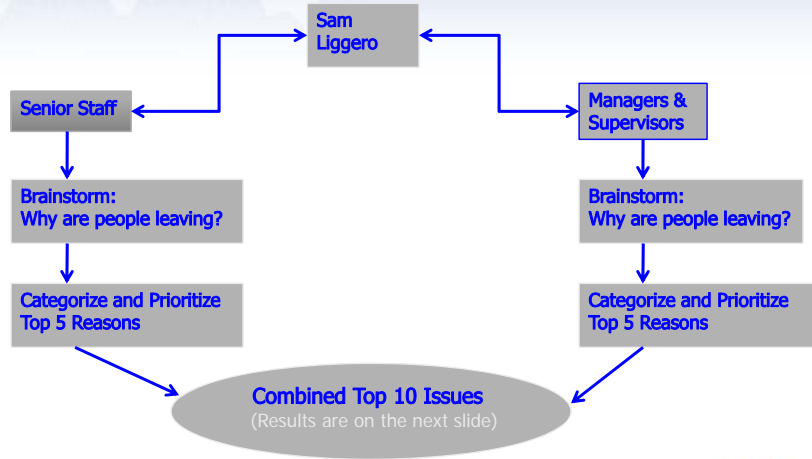 Sam
Liggero
Senior Staff
Managers &
Supervisors
Brainstorm:
Why are people leaving?
Brainstorm:
Why are people leaving?
Categorize and Prioritize
Top 5 Reasons
Categorize and Prioritize
Top 5 Reasons
Combined Top 10 Issues
(Results are on the next slide)